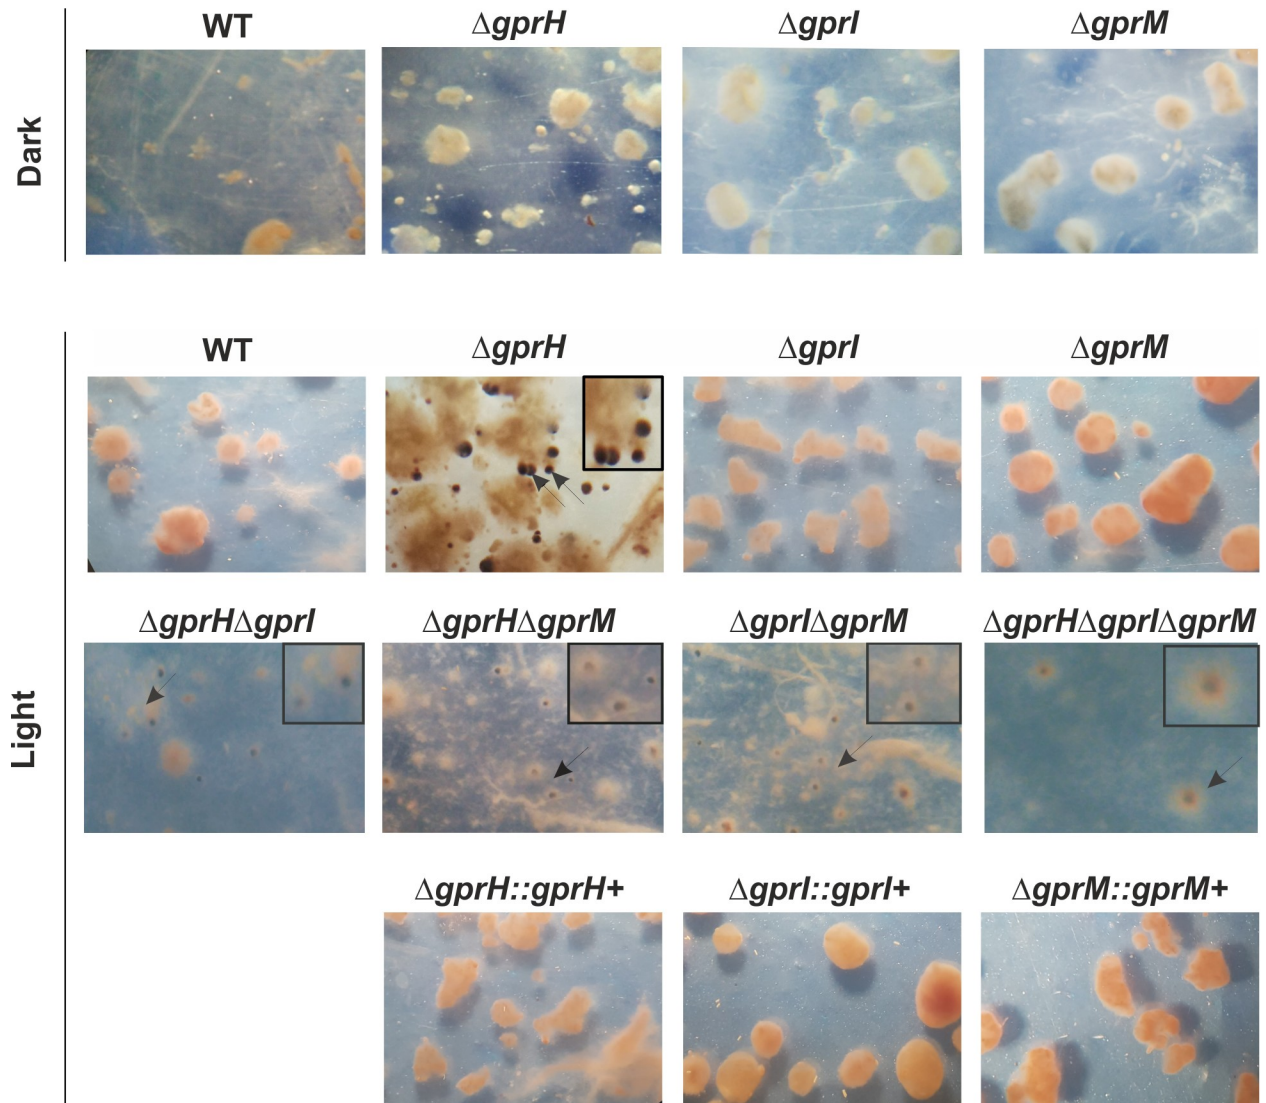 Dark
WT ΔgprH ΔgprI ΔgprM
Light
WT ΔgprH ΔgprI ΔgprM
ΔgprHΔgprI ΔgprHΔgprM ΔgprIΔgprM ΔgprHΔgprIΔgprM
ΔgprH::gprH+ ΔgprI::gprI+ ΔgprM::gprM+